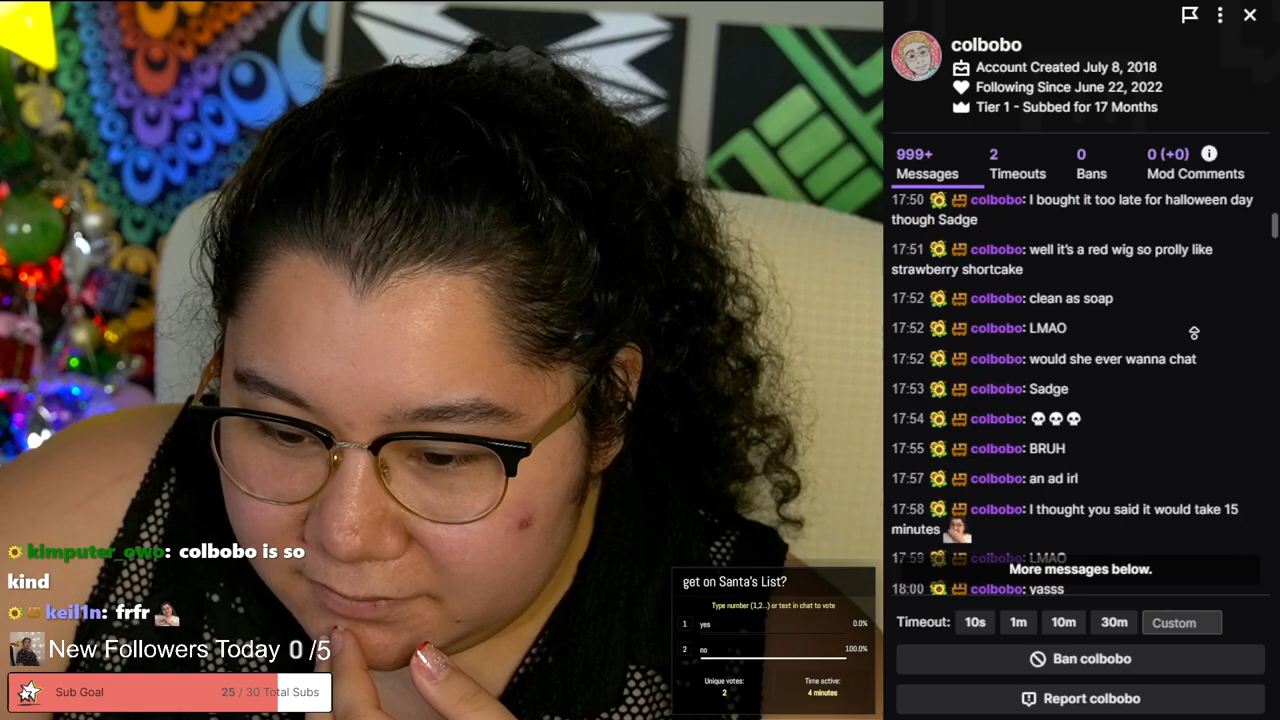 colbobo
Account Created July 8, 2018
Following Since June 22, 2022
Tier 1 - Subbed for 17 Months
999+ 2 0 0 (+0)
Messages Timeouts Bans Mod Comments
17:50 colbobo: I bought it too late for halloween day
though Sadge
17:51 colbobo: well it's a red wig so prolly like
strawberry shortcake
17:52 colbobo: clean as soap
17:52 colbobo: LMAO
17:52 colbobo: would she ever wanna chat
17:53 colbobo: Sadge
17:54 colbobo: 💀💀💀
17:55 colbobo: BRUH
17:57 colbobo: an ad irl
17:58 colbobo: I thought you said it would take 15
minutes
17:59 colbobo: LMAO
More messages below.
18:00 colbobo: yasss
Timeout: 10s 1m 10m 30m Custom
Ban colbobo
Report colbobo
kimputer_owo: colbobo is so
kind
keil1n: frfr
New Followers Today 0 /5
Sub Goal 25 / 30 Total Subs
get on Santa's List?
Type number (1,2...) or text in chat to vote
1 yes 0.0%
2 no 100.0%
Unique votes: Time active:
2 4 minutes